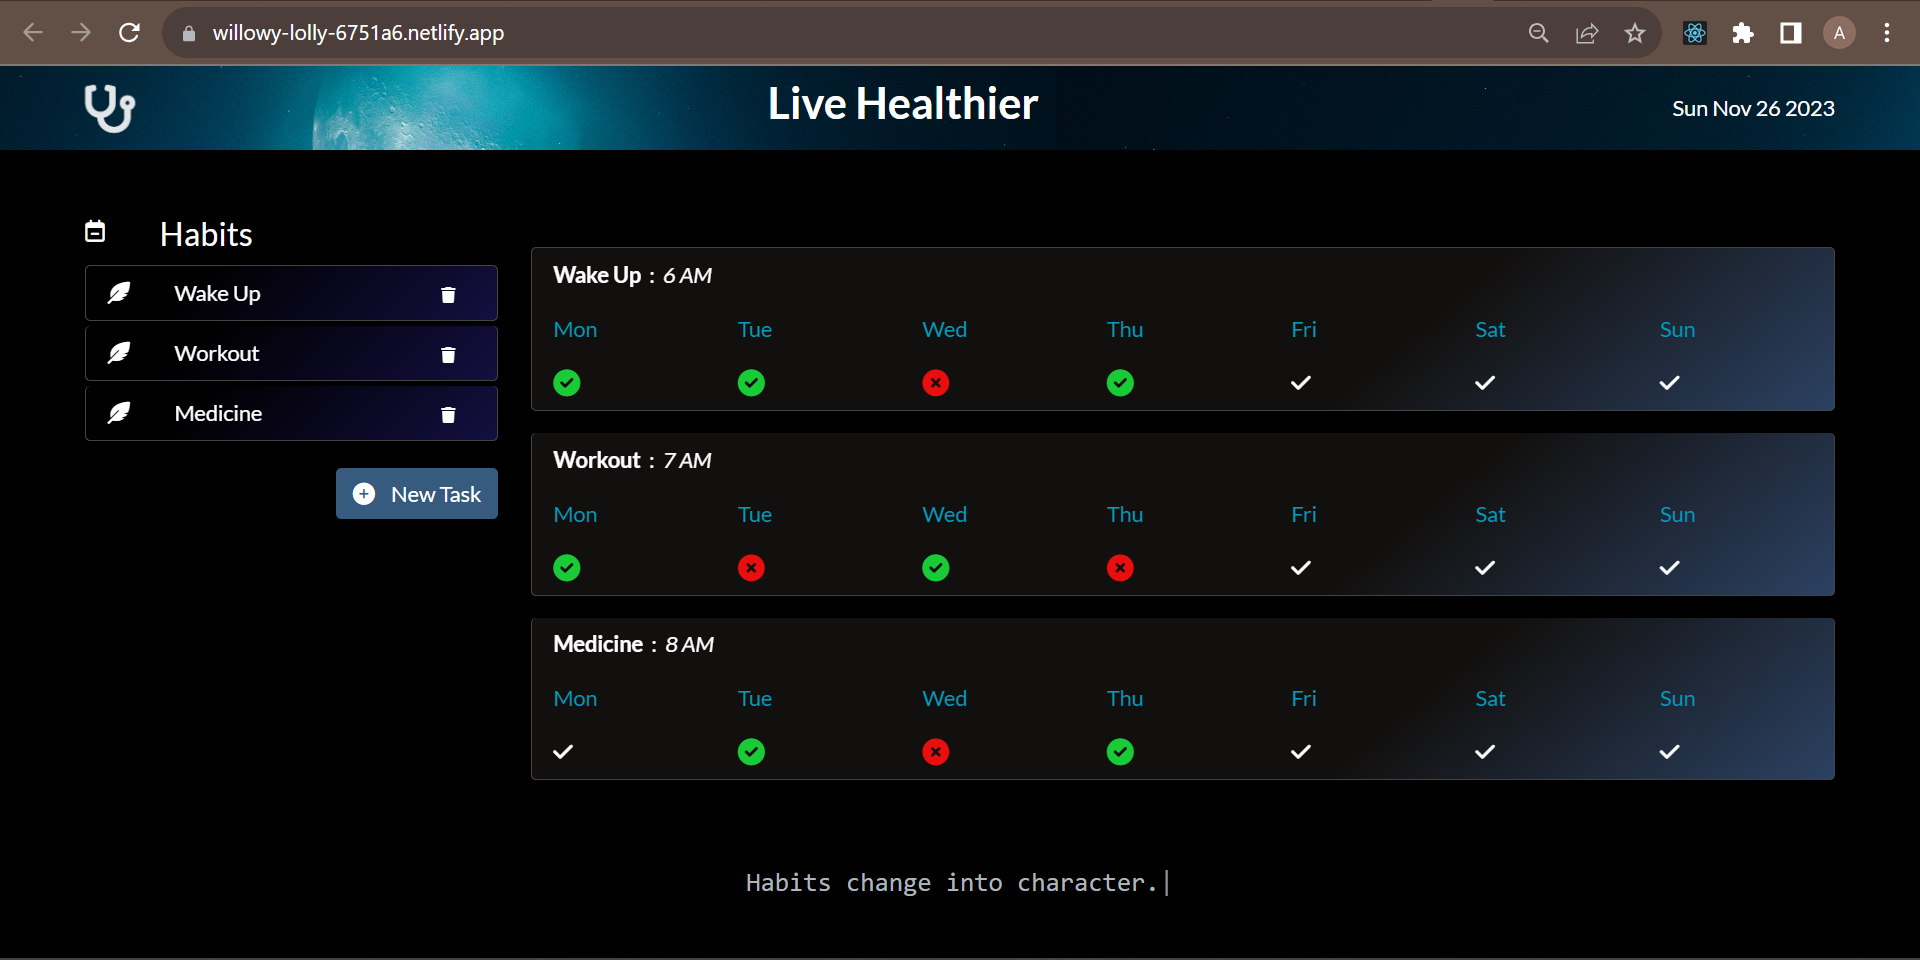 willowy-lolly-6751a6.netlify.app
A
Live Healthier
Sun Nov 26 2023
Habits
Wake Up
Workout
Medicine
New Task
Wake Up : 6 AM
Mon Tue Wed Thu Fri Sat Sun
Workout : 7 AM
Mon Tue Wed Thu Fri Sat Sun
Medicine : 8 AM
Mon Tue Wed Thu Fri Sat Sun
Habits change into character.